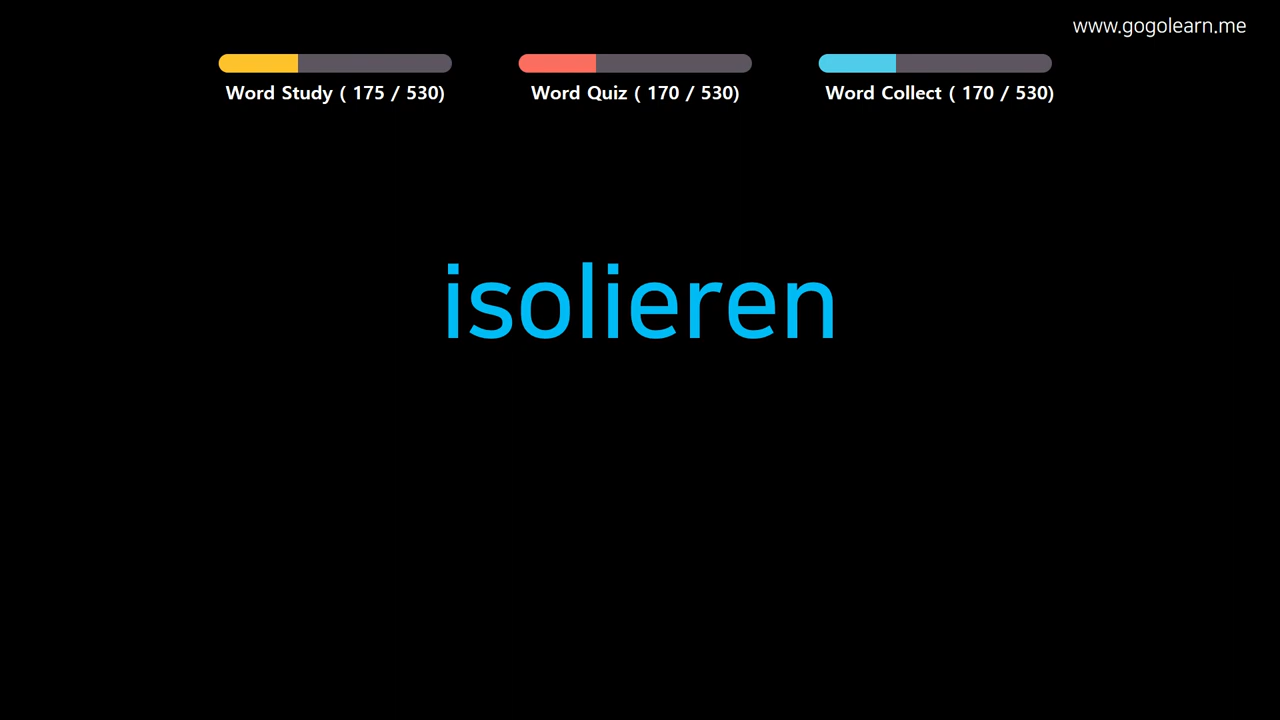 www.gogolearn.me
Word Study ( 175 / 530)
Word Quiz ( 170 / 530)
Word Collect ( 170 / 530)
isolieren